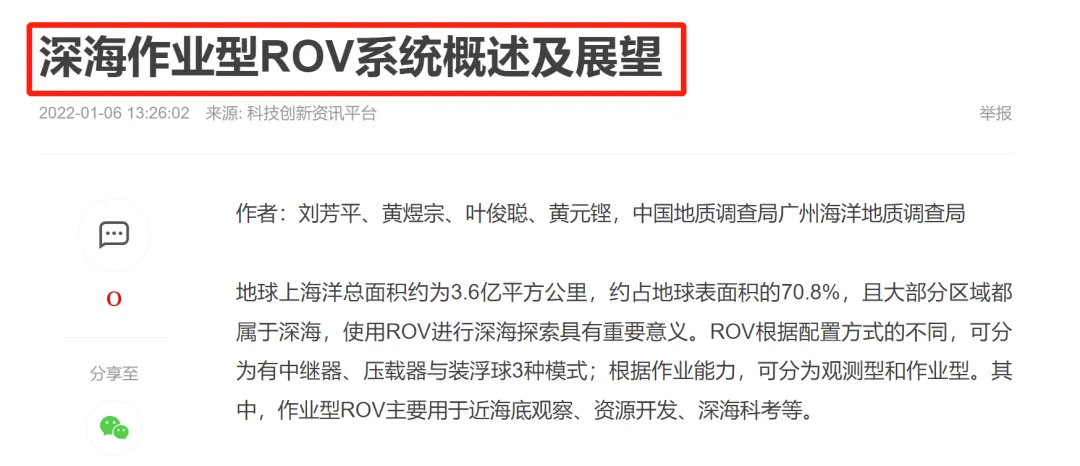 深海作业型ROV系统概述及展望
2022-01-06 13:26:02 来源: 科技创新资讯平台 举报
作者：刘芳平、黄煜宗、叶俊聪、黄元铿，中国地质调查局广州海洋地质调查局
0
地球上海洋总面积约为3.6亿平方公里，约占地球表面积的70.8%，且大部分区域都
属于深海，使用ROV进行深海探索具有重要意义。ROV根据配置方式的不同，可分
为有中继器、压载器与装浮球3种模式；根据作业能力，可分为观测型和作业型。其
中，作业型ROV主要用于近海底观察、资源开发、深海科考等。
分享至